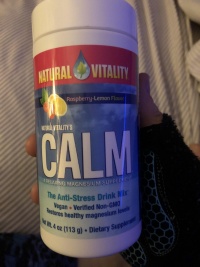 NATURAL VITALITY
Raspberry-Lemon Flavor
NATURAL VITALITY'S
CALM
The Anti-Stress Drink Mix
Vegan • Verified Non-GMO
Restores healthy magnesium levels
Net Wt. 4 oz (113 g) • Dietary Supplement